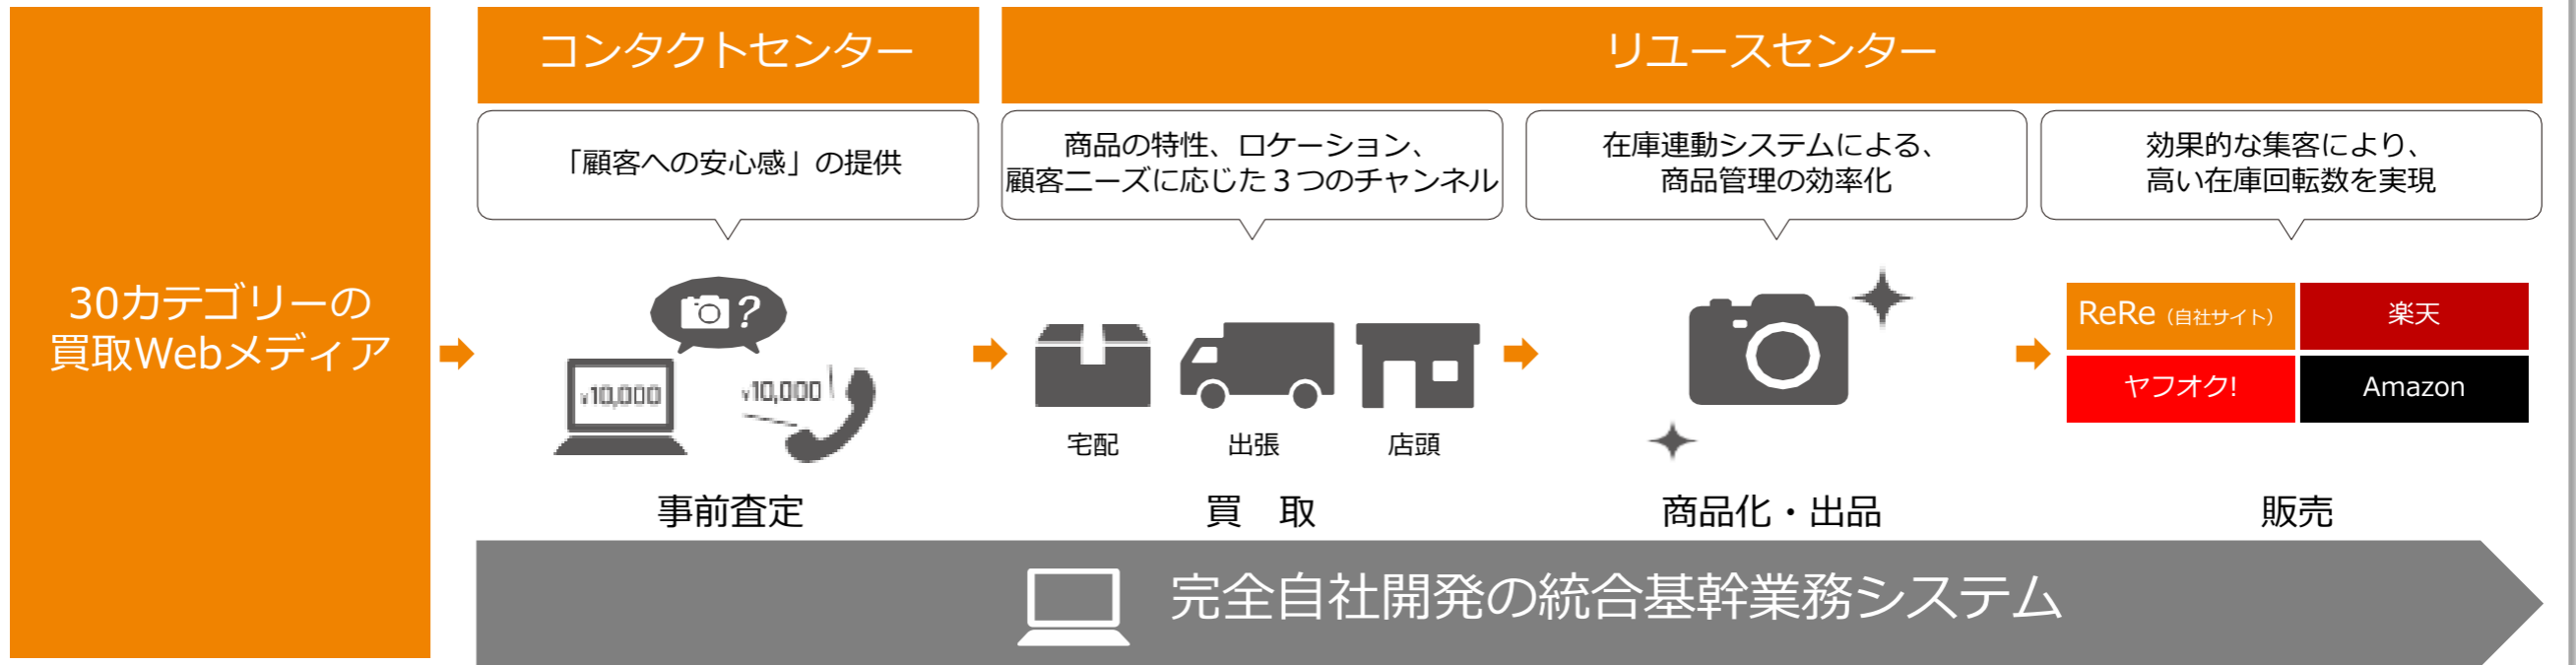 30カテゴリーの
買取Webメディア
コンタクトセンター
リユースセンター
「顧客への安心感」の提供
商品の特性、ロケーション、
顧客ニーズに応じた3つのチャンネル
在庫連動システムによる、
商品管理の効率化
効果的な集客により、
高い在庫回転数を実現
?
¥10,000
¥10,000
宅配
出張
店頭
ReRe（自社サイト）
楽天
ヤフオク!
Amazon
事前査定
買　取
商品化・出品
販売
完全自社開発の統合基幹業務システム